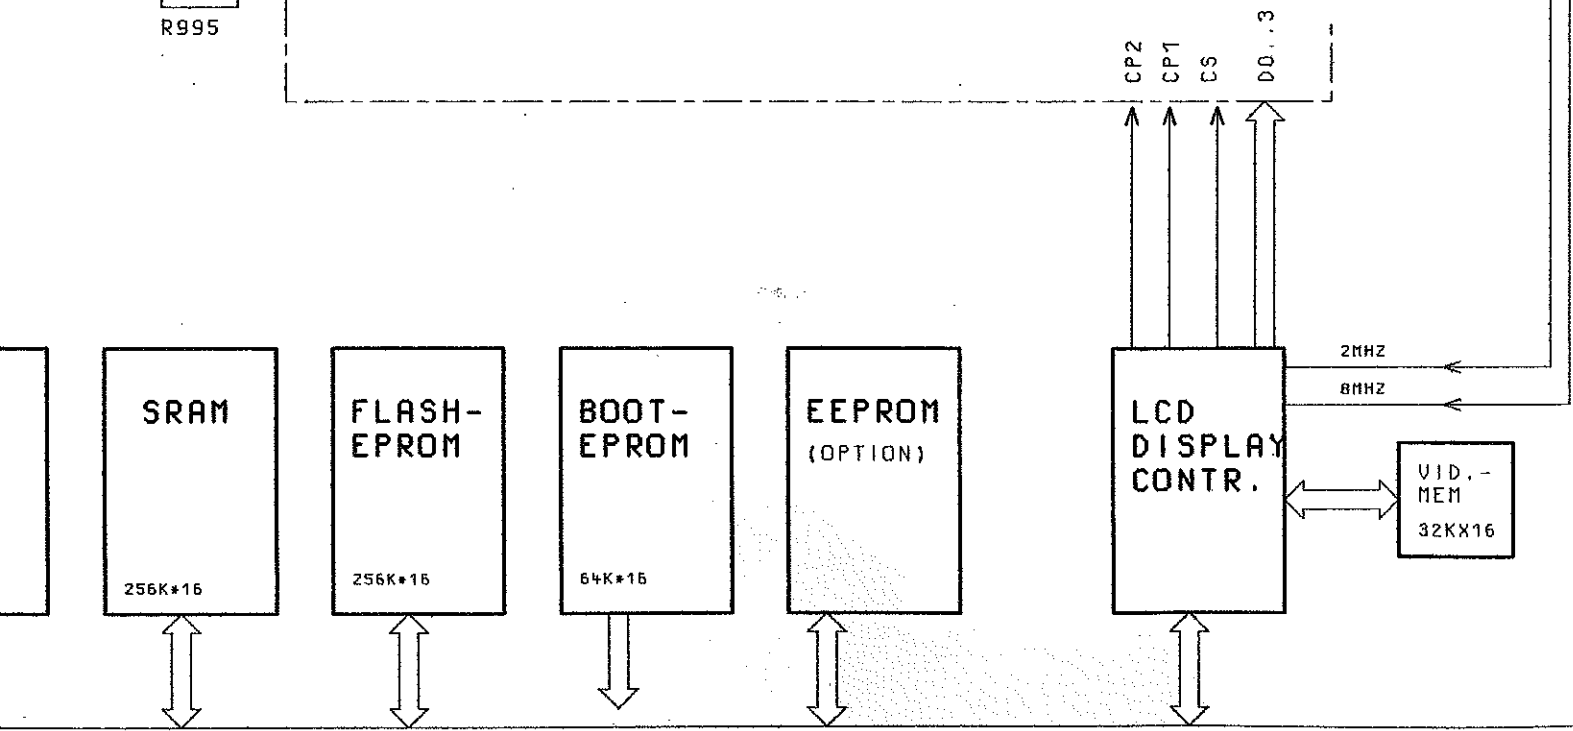 R995
CP2
CP1
CS
D0...3
2MHZ
8MHZ
SRAM
256K*16
FLASH-
EPROM
256K*16
BOOT-
EPROM
64K*16
EEPROM
(OPTION)
LCD
DISPLAY
CONTR.
VID.-
MEM
32KX16